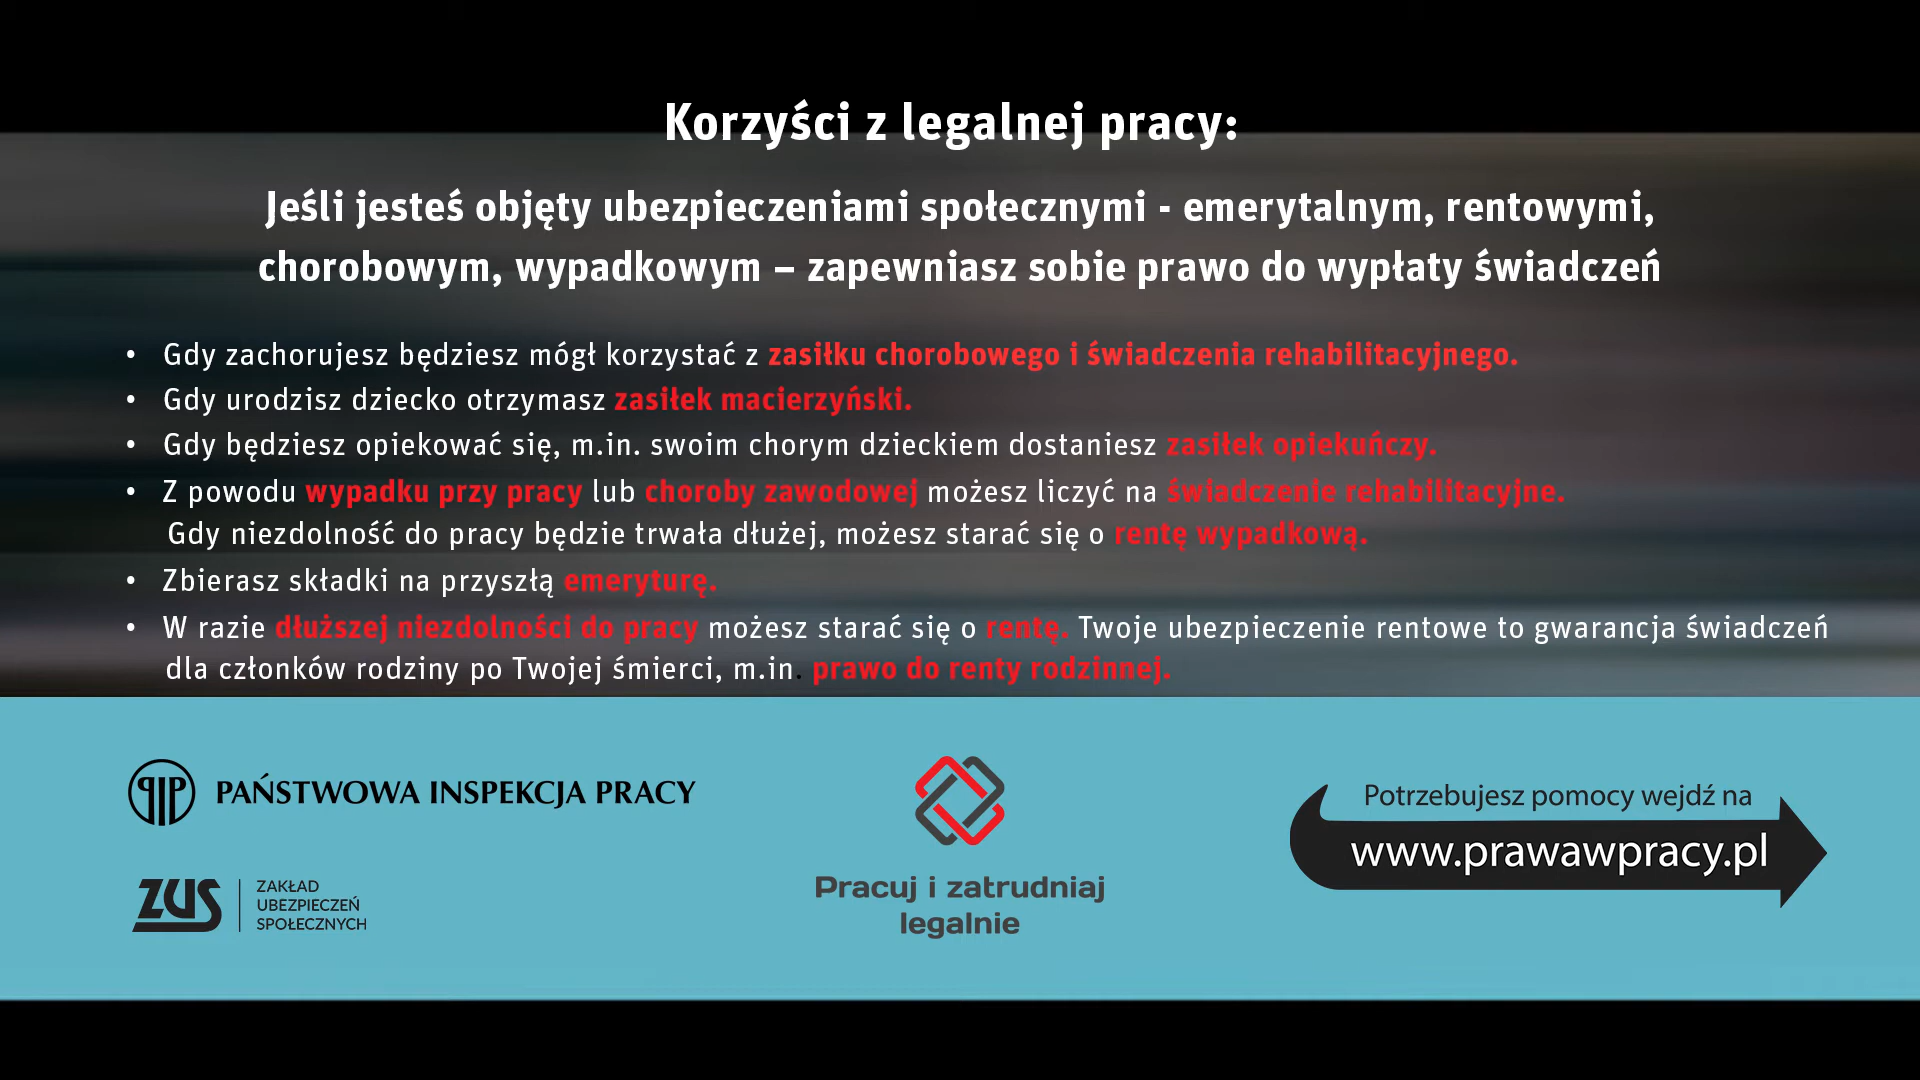 Korzyści z legalnej pracy:
Jeśli jesteś objęty ubezpieczeniami społecznymi - emerytalnym, rentowymi,
chorobowym, wypadkowym – zapewniasz sobie prawo do wypłaty świadczeń
• Gdy zachorujesz będziesz mógł korzystać z zasiłku chorobowego i świadczenia rehabilitacyjnego.
• Gdy urodzisz dziecko otrzymasz zasiłek macierzyński.
• Gdy będziesz opiekować się, m.in. swoim chorym dzieckiem dostaniesz zasiłek opiekuńczy.
• Z powodu wypadku przy pracy lub choroby zawodowej możesz liczyć na świadczenie rehabilitacyjne.
Gdy niezdolność do pracy będzie trwała dłużej, możesz starać się o rentę wypadkową.
• Zbierasz składki na przyszłą emeryturę.
• W razie dłuższej niezdolności do pracy możesz starać się o rentę. Twoje ubezpieczenie rentowe to gwarancja świadczeń
dla członków rodziny po Twojej śmierci, m.in. prawo do renty rodzinnej.
PIP PAŃSTWOWA INSPEKCJA PRACY
ZUS
ZAKŁAD
UBEZPIECZEŃ
SPOŁECZNYCH
Pracuj i zatrudniaj
legalnie
Potrzebujesz pomocy wejdź na
www.prawawpracy.pl